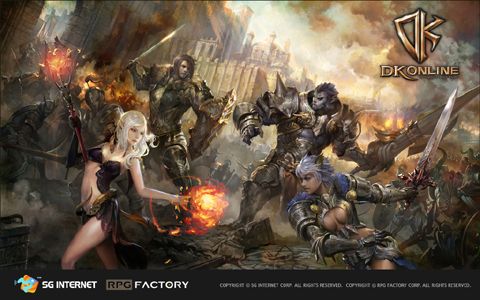 DK
DKONLINE
SG INTERNET
RPG FACTORY
COPYRIGHT © SG INTERNET CORP. ALL RIGHTS RESERVED. COPYRIGHT © RPG FACTORY CORP. ALL RIGHTS RESERVED.